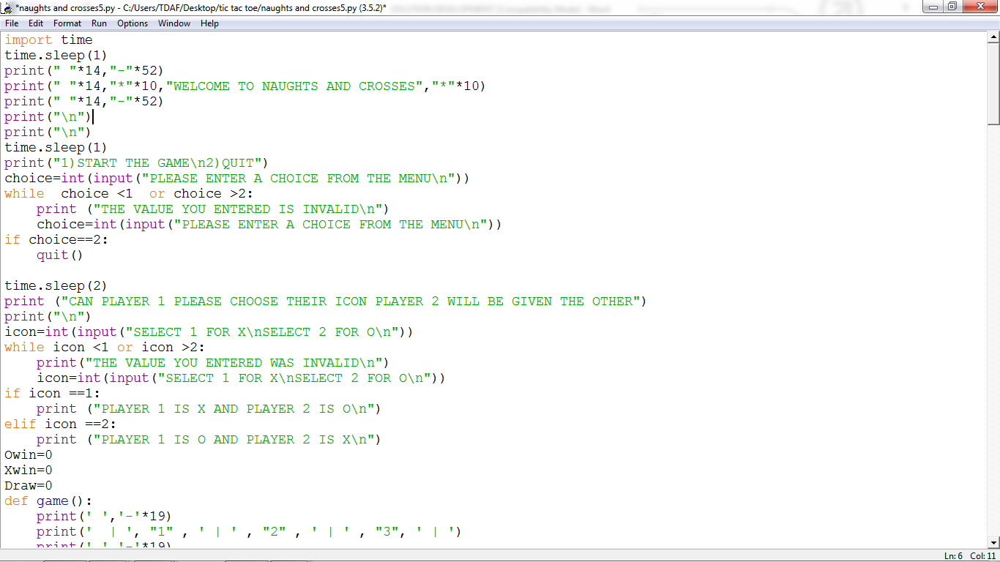 *naughts and crosses5.py - C:/Users/TDAF/Desktop/tic tac toe/naughts and crosses5.py (3.5.2)*
File Edit Format Run Options Window Help
import time
time.sleep(1)
print(" "*14,"-"*52)
print(" "*14,"*"*10,"WELCOME TO NAUGHTS AND CROSSES","*"*10)
print(" "*14,"-"*52)
print("\n")
print("\n")
time.sleep(1)
print("1)START THE GAME\n2)QUIT")
choice=int(input("PLEASE ENTER A CHOICE FROM THE MENU\n"))
while  choice <1  or choice >2:
    print ("THE VALUE YOU ENTERED IS INVALID\n")
    choice=int(input("PLEASE ENTER A CHOICE FROM THE MENU\n"))
if choice==2:
    quit()
time.sleep(2)
print ("CAN PLAYER 1 PLEASE CHOOSE THEIR ICON PLAYER 2 WILL BE GIVEN THE OTHER")
print("\n")
icon=int(input("SELECT 1 FOR X\nSELECT 2 FOR O\n"))
while icon <1 or icon >2:
    print("THE VALUE YOU ENTERED WAS INVALID\n")
    icon=int(input("SELECT 1 FOR X\nSELECT 2 FOR O\n"))
if icon ==1:
    print ("PLAYER 1 IS X AND PLAYER 2 IS O\n")
elif icon ==2:
    print ("PLAYER 1 IS O AND PLAYER 2 IS X\n")
Owin=0
Xwin=0
Draw=0
def game():
    print(' ','-'*19)
    print('  | ', "1" , ' | ' , "2" , ' | ' , "3", ' | ')
    print(' ','-'*19)
Ln: 6 Col: 11